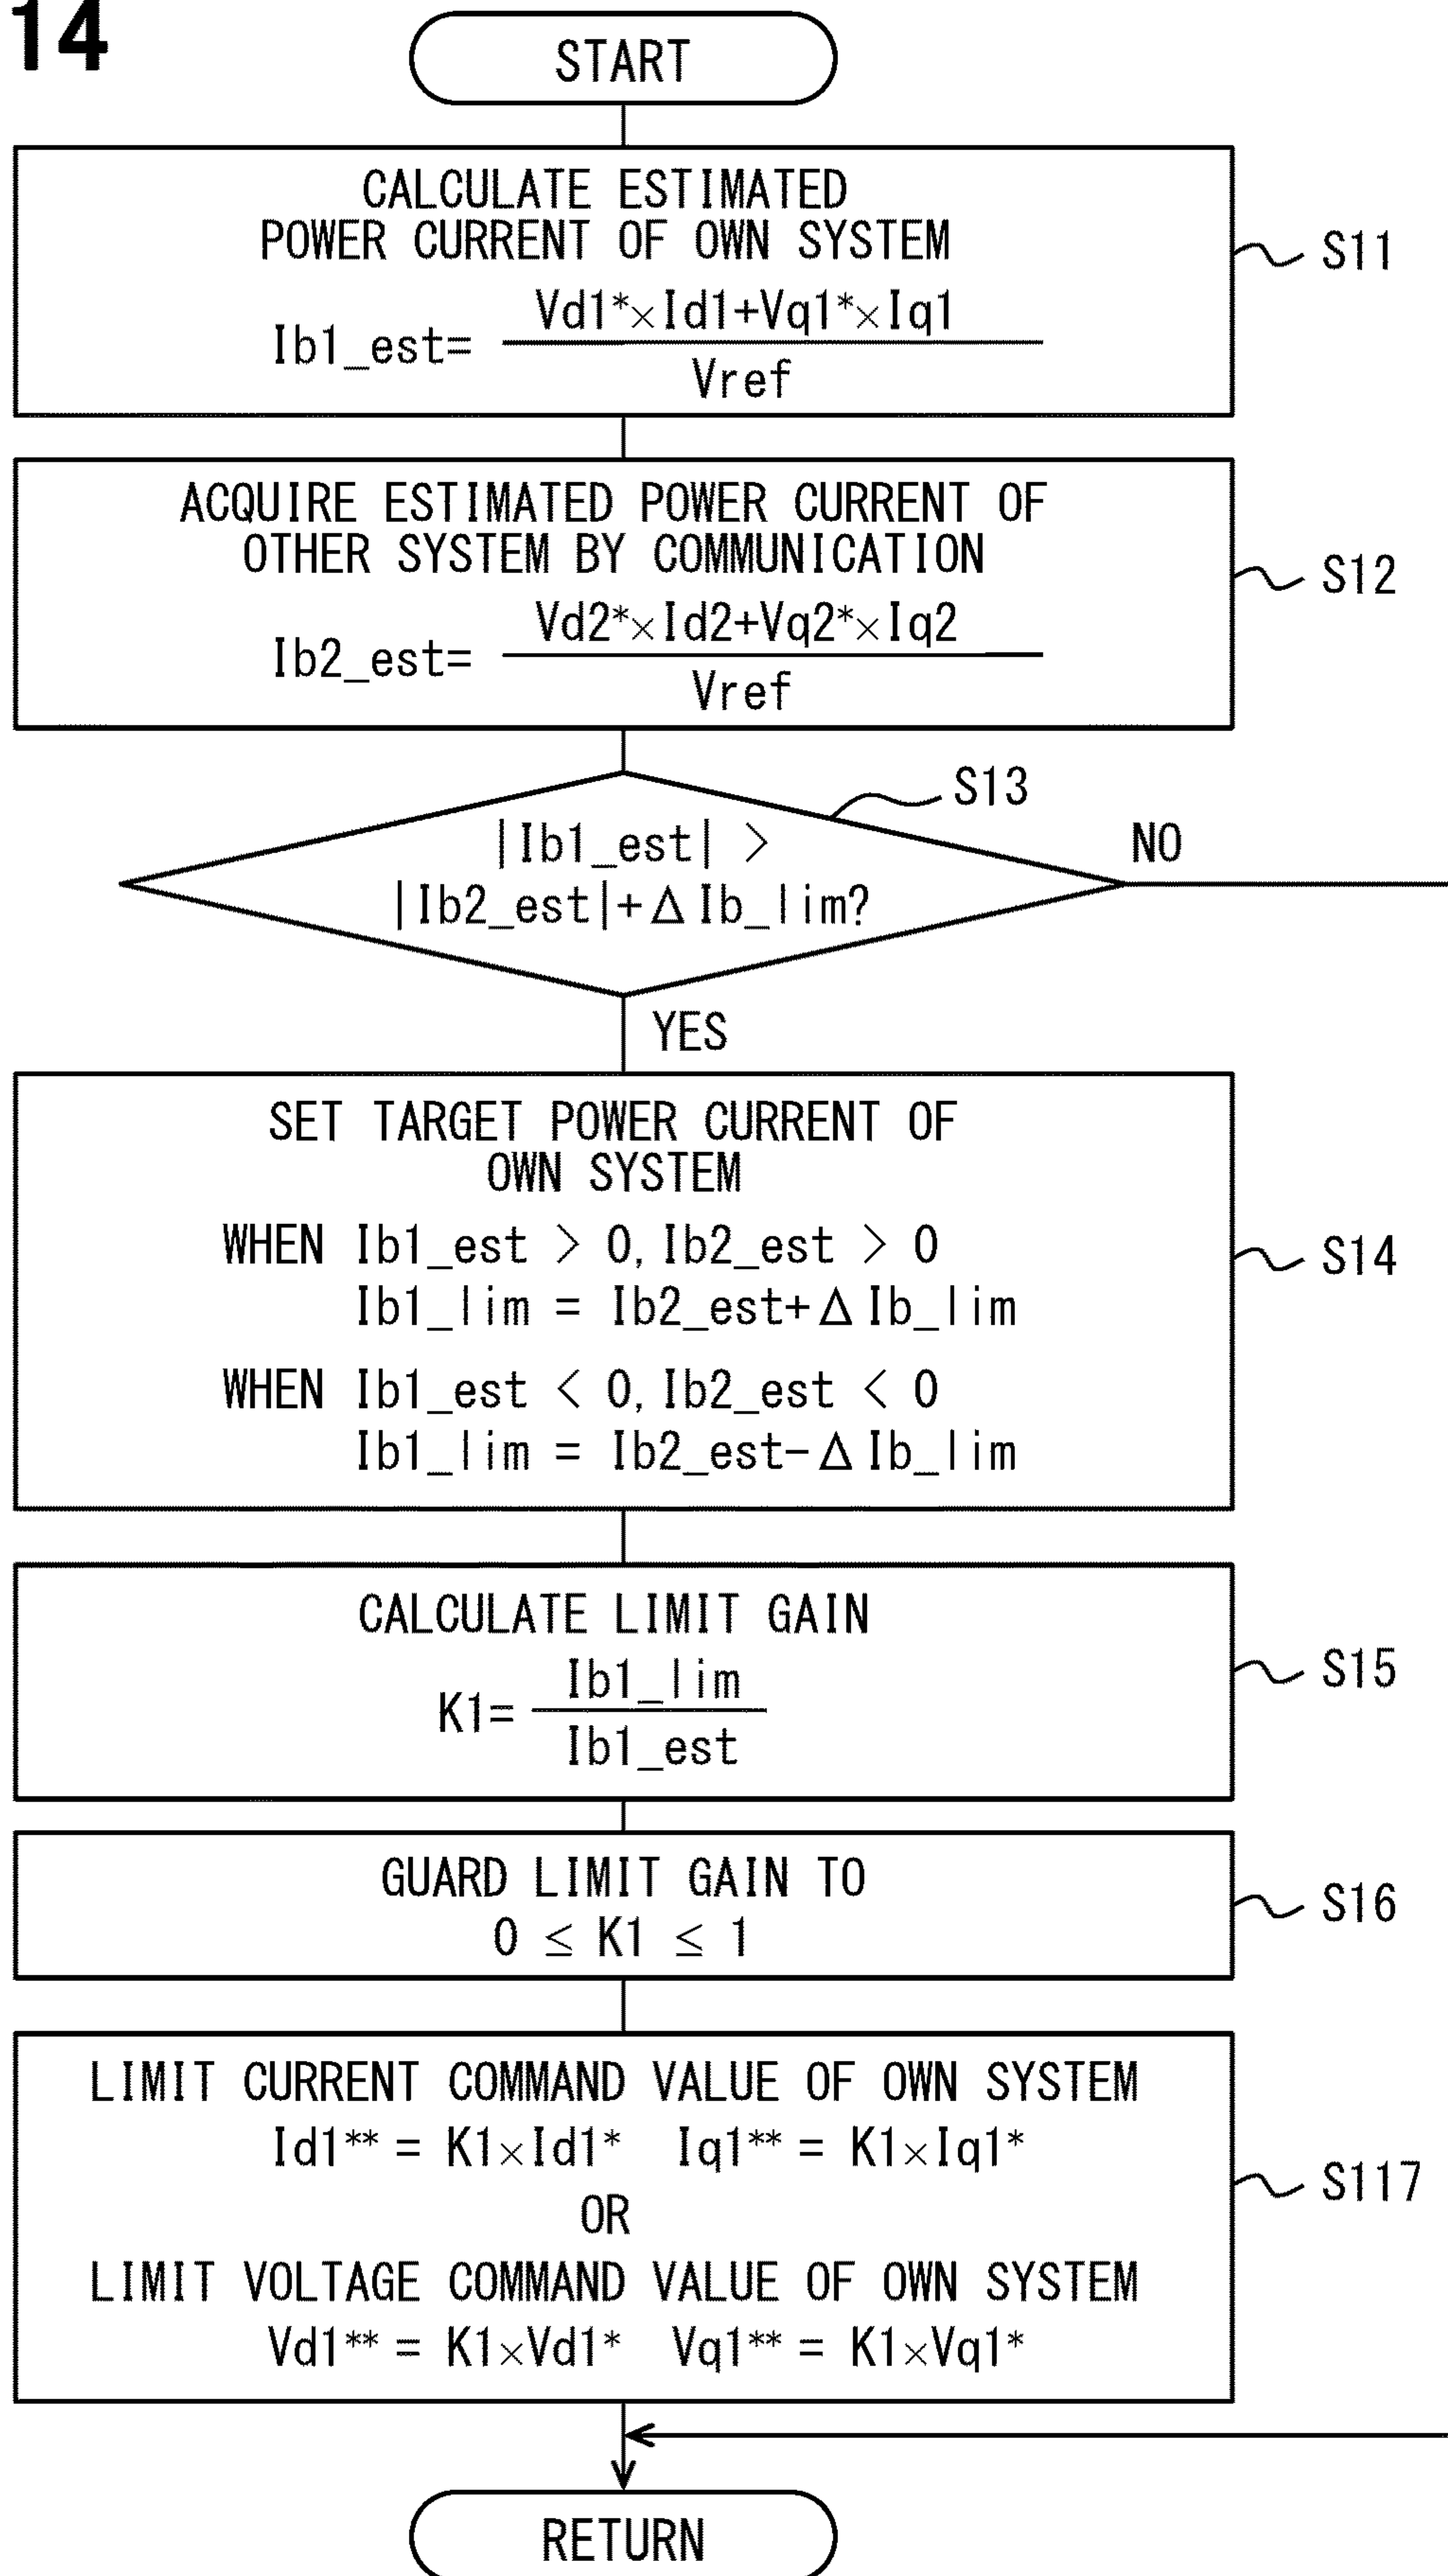 14
START
CALCULATE ESTIMATED
POWER CURRENT OF OWN SYSTEM
Ib1_est= Vd1*×Id1+Vq1*×Iq1
Vref
S11
ACQUIRE ESTIMATED POWER CURRENT OF
OTHER SYSTEM BY COMMUNICATION
Ib2_est= Vd2*×Id2+Vq2*×Iq2
Vref
S12
|Ib1_est| >
|Ib2_est|+ΔIb_lim?
S13
NO
YES
SET TARGET POWER CURRENT OF
OWN SYSTEM
WHEN Ib1_est > 0, Ib2_est > 0
Ib1_lim = Ib2_est+ΔIb_lim
WHEN Ib1_est < 0, Ib2_est < 0
Ib1_lim = Ib2_est-ΔIb_lim
S14
CALCULATE LIMIT GAIN
K1= Ib1_lim
Ib1_est
S15
GUARD LIMIT GAIN TO
0 ≤ K1 ≤ 1
S16
LIMIT CURRENT COMMAND VALUE OF OWN SYSTEM
Id1** = K1×Id1* Iq1** = K1×Iq1*
OR
LIMIT VOLTAGE COMMAND VALUE OF OWN SYSTEM
Vd1** = K1×Vd1* Vq1** = K1×Vq1*
S117
RETURN